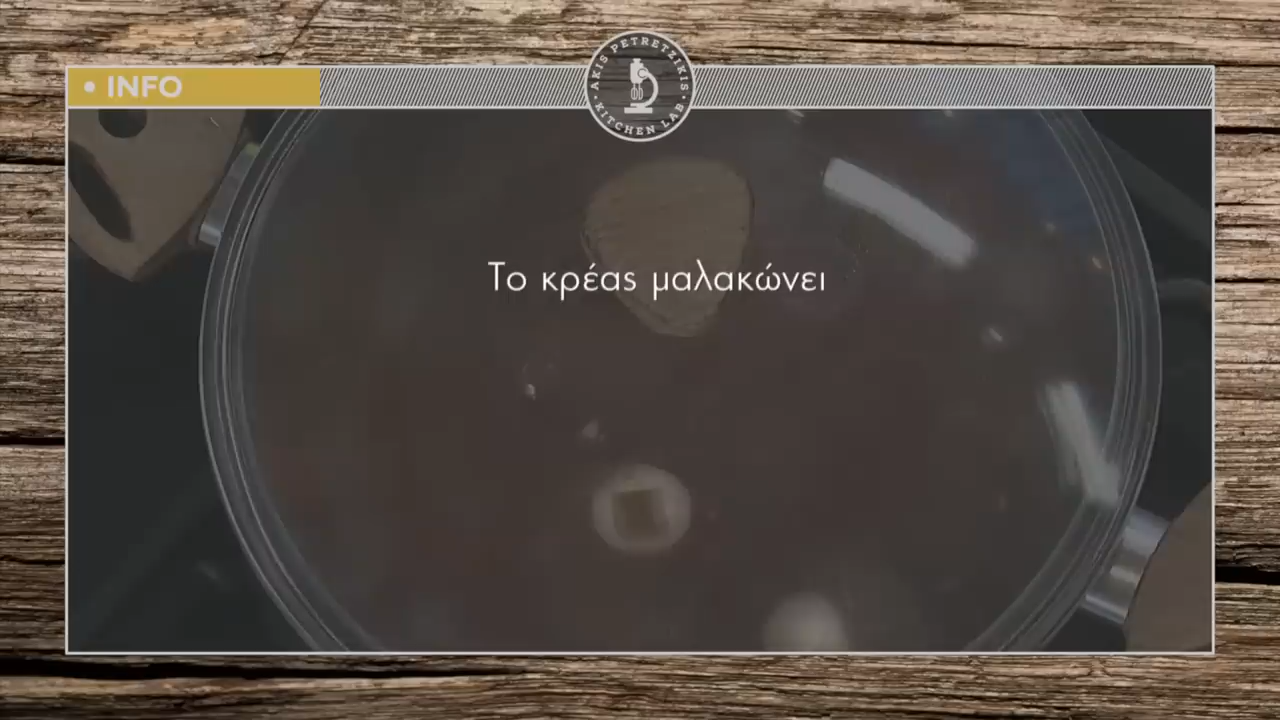 • INFO
AKIS PETRETZIKIS
• KITCHEN LAB •
Το κρέας μαλακώνει